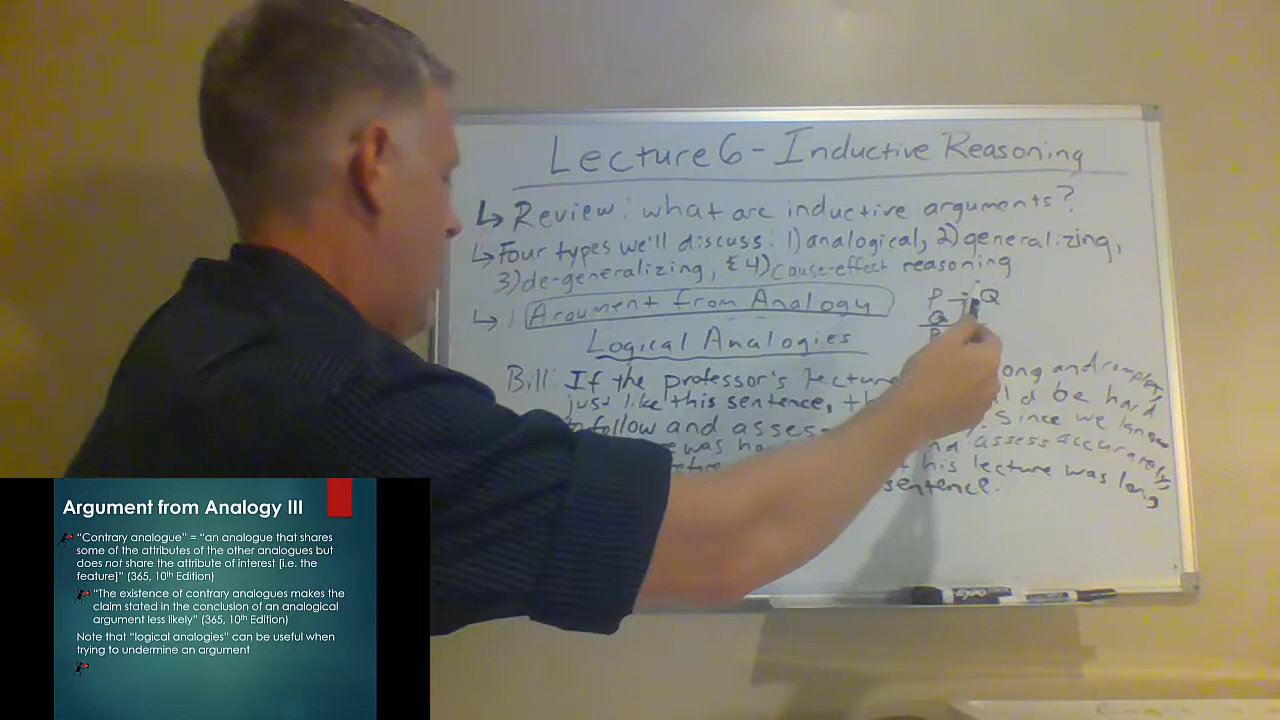 Lecture 6 - Inductive Reasoning
↳ Review: what are inductive arguments?
↳ Four types we'll discuss: 1) analogical, 2) generalizing,
3) de-generalizing, & 4) cause-effect reasoning
↳ 1 Argument from Analogy
P → Q
Q
P
Logical Analogies
Bill: If the professor's lecture ong and complex
just like this sentence, th ld be hard
to follow and assess Since we know
e was ha nd assess accurately
his lecture was long
sentence.
Argument from Analogy III
"Contrary analogue" = "an analogue that shares
some of the attributes of the other analogues but
does not share the attribute of interest [i.e. the
feature]" (365, 10th Edition)
"The existence of contrary analogues makes the
claim stated in the conclusion of an analogical
argument less likely" (365, 10th Edition)
Note that "logical analogies" can be useful when
trying to undermine an argument